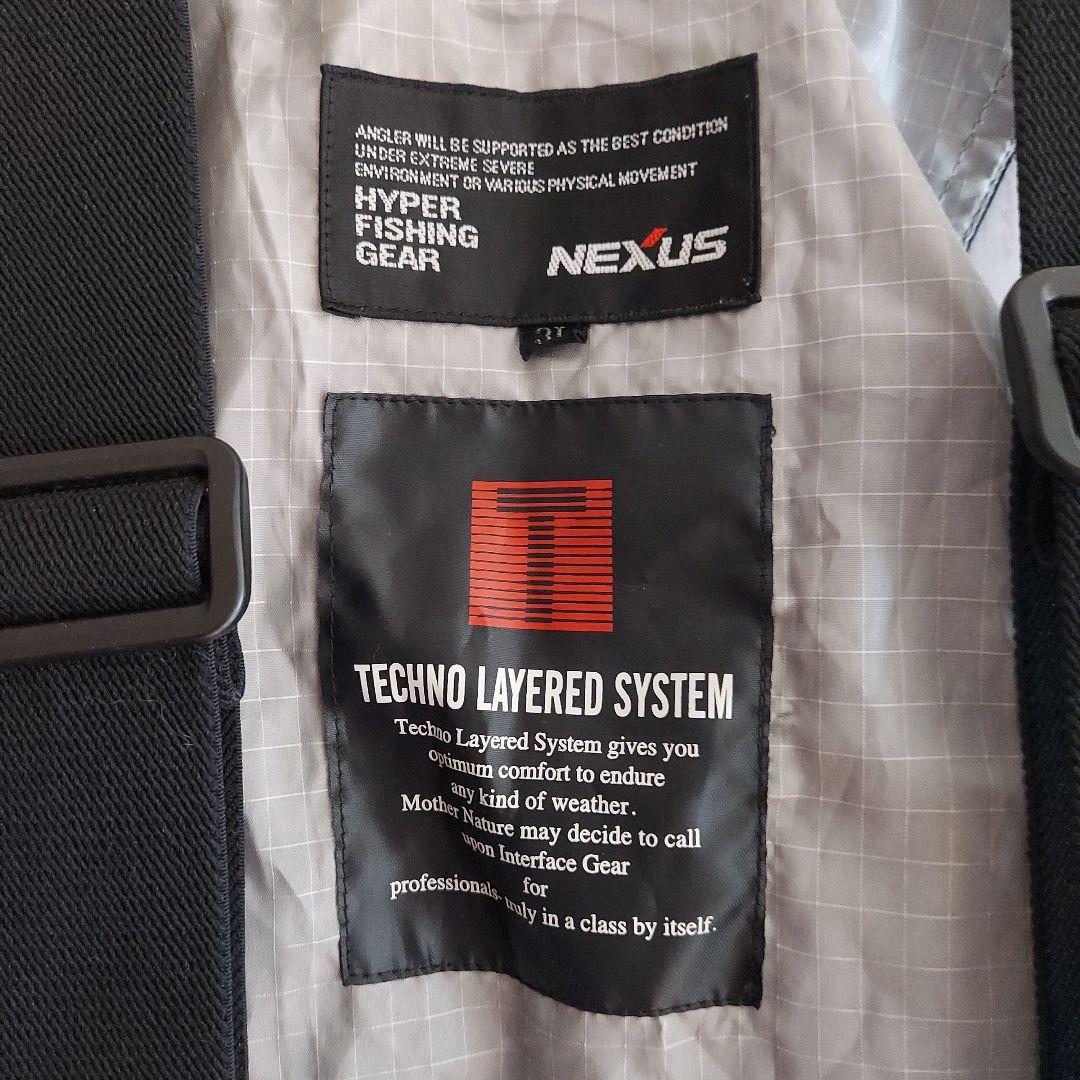 ANGLER WILL BE SUPPORTED AS THE BEST CONDITION
UNDER EXTREME SEVERE
ENVIRONMENT OR VARIOUS PHYSICAL MOVEMENT
HYPER
FISHING
GEAR
NEXUS
T
TECHNO LAYERED SYSTEM
Techno Layered System gives you
optimum comfort to endure
any kind of weather.
Mother Nature may decide to call
upon Interface Gear
for
professionals. truly in a class by itself.